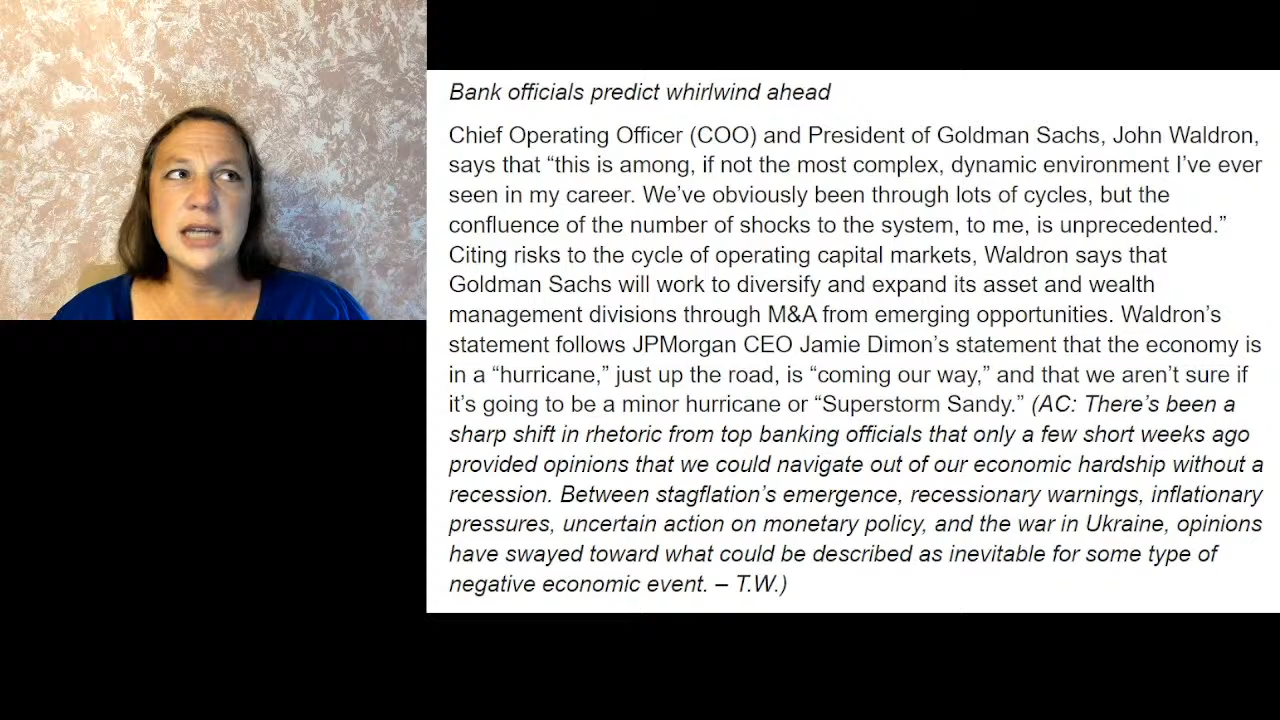 Bank officials predict whirlwind ahead
Chief Operating Officer (COO) and President of Goldman Sachs, John Waldron,
says that “this is among, if not the most complex, dynamic environment I’ve ever
seen in my career. We’ve obviously been through lots of cycles, but the
confluence of the number of shocks to the system, to me, is unprecedented.”
Citing risks to the cycle of operating capital markets, Waldron says that
Goldman Sachs will work to diversify and expand its asset and wealth
management divisions through M&A from emerging opportunities. Waldron’s
statement follows JPMorgan CEO Jamie Dimon’s statement that the economy is
in a “hurricane,” just up the road, is “coming our way,” and that we aren’t sure if
it’s going to be a minor hurricane or “Superstorm Sandy.” (AC: There’s been a
sharp shift in rhetoric from top banking officials that only a few short weeks ago
provided opinions that we could navigate out of our economic hardship without a
recession. Between stagflation’s emergence, recessionary warnings, inflationary
pressures, uncertain action on monetary policy, and the war in Ukraine, opinions
have swayed toward what could be described as inevitable for some type of
negative economic event. – T.W.)